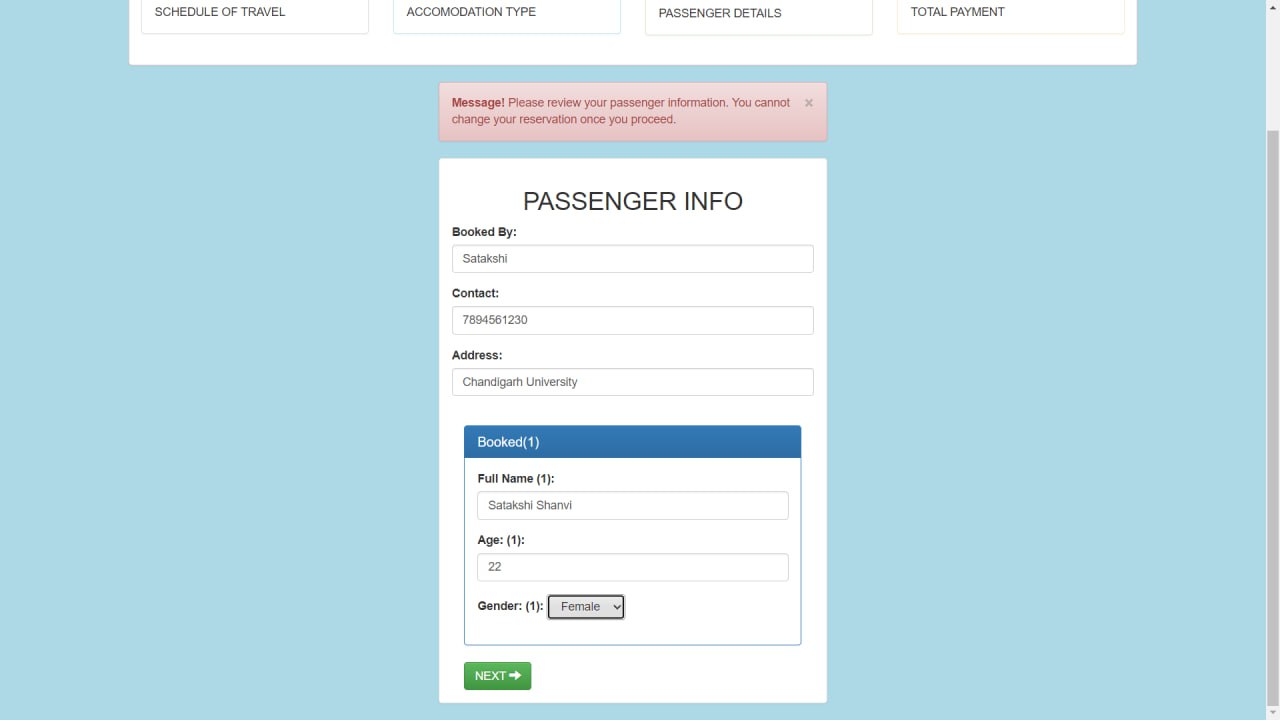 SCHEDULE OF TRAVEL
ACCOMODATION TYPE
PASSENGER DETAILS
TOTAL PAYMENT
Message! Please review your passenger information. You cannot ×
change your reservation once you proceed.
PASSENGER INFO
Booked By:
Satakshi
Contact:
7894561230
Address:
Chandigarh University
Booked(1)
Full Name (1):
Satakshi Shanvi
Age: (1):
22
Gender: (1): Female
NEXT